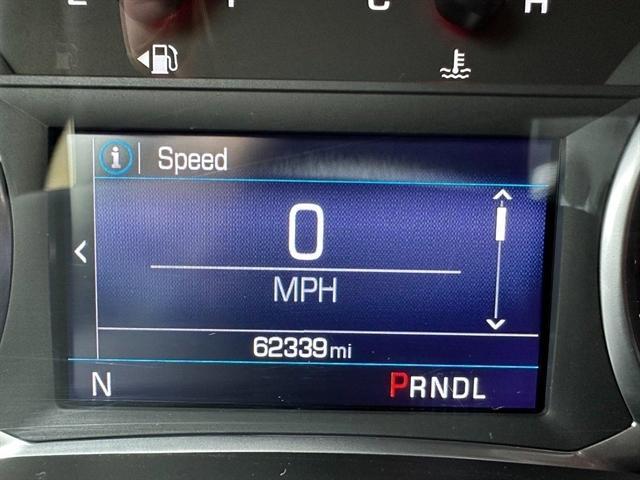 C H
Speed
0
MPH
62339 mi
N PRNDL